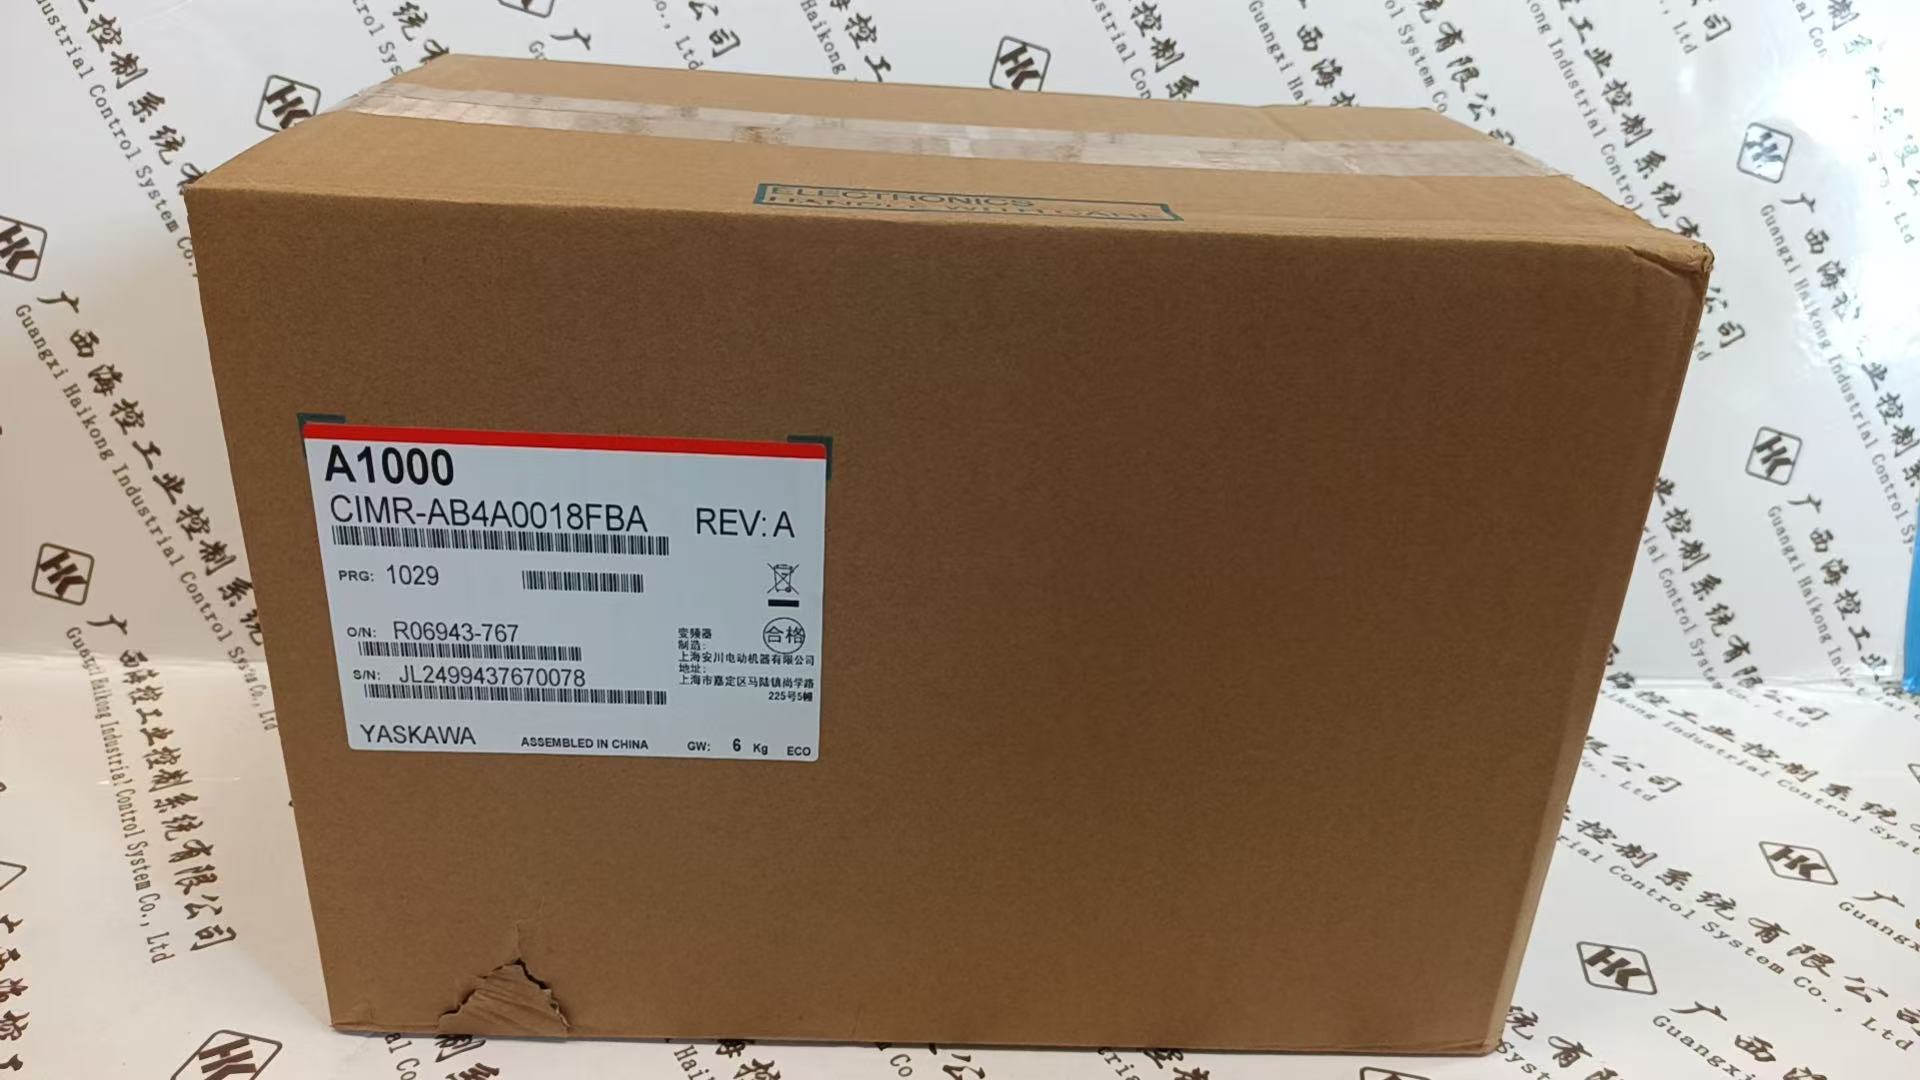 ELECTRONICS
HANDLE WITH CARE
A1000
CIMR-AB4A0018FBA
REV: A
PRG: 1029
O/N: R06943-767
S/N: JL2499437670078
变频器
合格
制造:
上海安川电动机器有限公司
地址:
上海市嘉定区马陆镇尚学路
225号5幢
YASKAWA
ASSEMBLED IN CHINA
GW: 6 Kg ECO
HK
广西海控工业控制系统有限公司
Guangxi Haikong Industrial Control System Co., Ltd